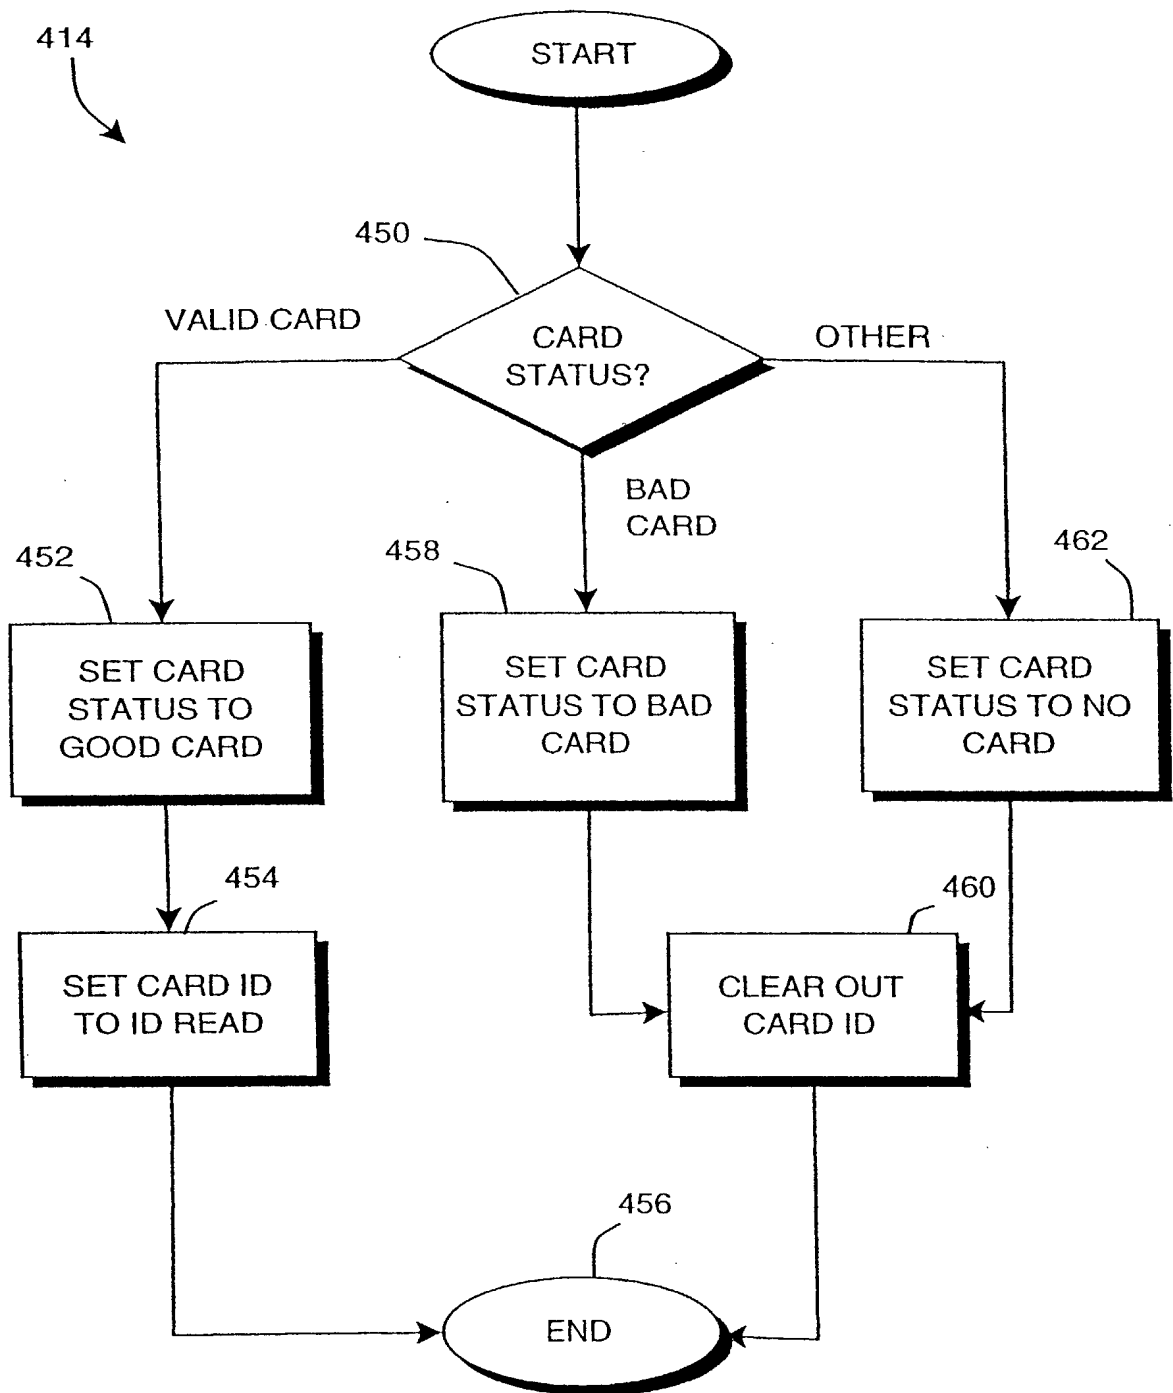 414
START
450
VALID CARD
CARD
STATUS?
OTHER
BAD
CARD
452
458
462
SET CARD
STATUS TO
GOOD CARD
SET CARD
STATUS TO BAD
CARD
SET CARD
STATUS TO NO
CARD
454
460
SET CARD ID
TO ID READ
CLEAR OUT
CARD ID
456
END